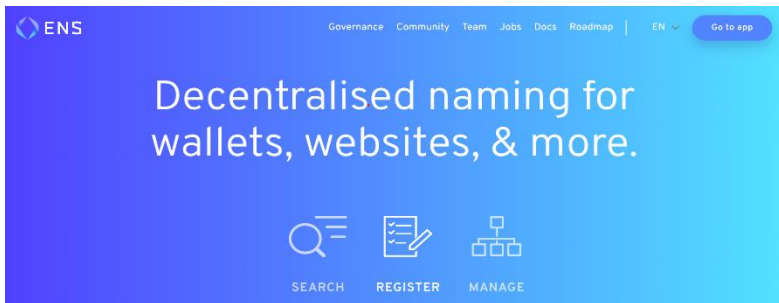 ENS
Governance Community Team Jobs Docs Roadmap EN Go to app
Decentralised naming for
wallets, websites, & more.
SEARCH REGISTER MANAGE